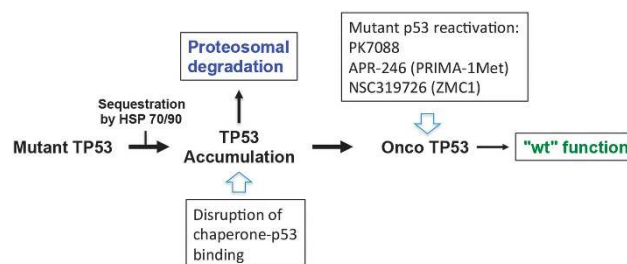 Mutant p53 reactivation:
PK7088
APR-246 (PRIMA-1Met)
NSC319726 (ZMC1)
Proteosomal
degradation
Sequestration
by HSP 70/90
Mutant TP53
TP53
Accumulation
Onco TP53
"wt" function
Disruption of
chaperone-p53
binding